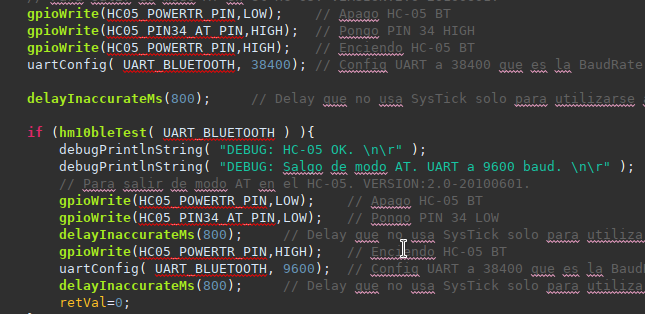 gpioWrite(HC05_POWERTR_PIN,LOW);    // Apago HC-05 BT
gpioWrite(HC05_PIN34_AT_PIN,HIGH);  // Pongo PIN 34 HIGH
gpioWrite(HC05_POWERTR_PIN,HIGH);   // Enciendo HC-05 BT
uartConfig( UART_BLUETOOTH, 38400); // Config UART a 38400 que es la BaudRate
delayInaccurateMs(800);     // Delay que no usa SysTick solo para utilizarse
if (hm10bleTest( UART_BLUETOOTH ) ){
debugPrintlnString( "DEBUG: HC-05 OK. \n\r" );
debugPrintlnString( "DEBUG: Salgo de modo AT. UART a 9600 baud. \n\r" );
// Para salir de modo AT en el HC-05. VERSION:2.0-20100601.
gpioWrite(HC05_POWERTR_PIN,LOW);    // Apago HC-05 BT
gpioWrite(HC05_PIN34_AT_PIN,LOW);   // Pongo PIN 34 LOW
delayInaccurateMs(800);     // Delay que no usa SysTick solo para utiliza
gpioWrite(HC05_POWERTR_PIN,HIGH);   // Enciendo HC-05 BT
uartConfig( UART_BLUETOOTH, 9600);  // Config UART a 38400 que es la Baud
delayInaccurateMs(800);     // Delay que no usa SysTick solo para utiliza
retVal=0;